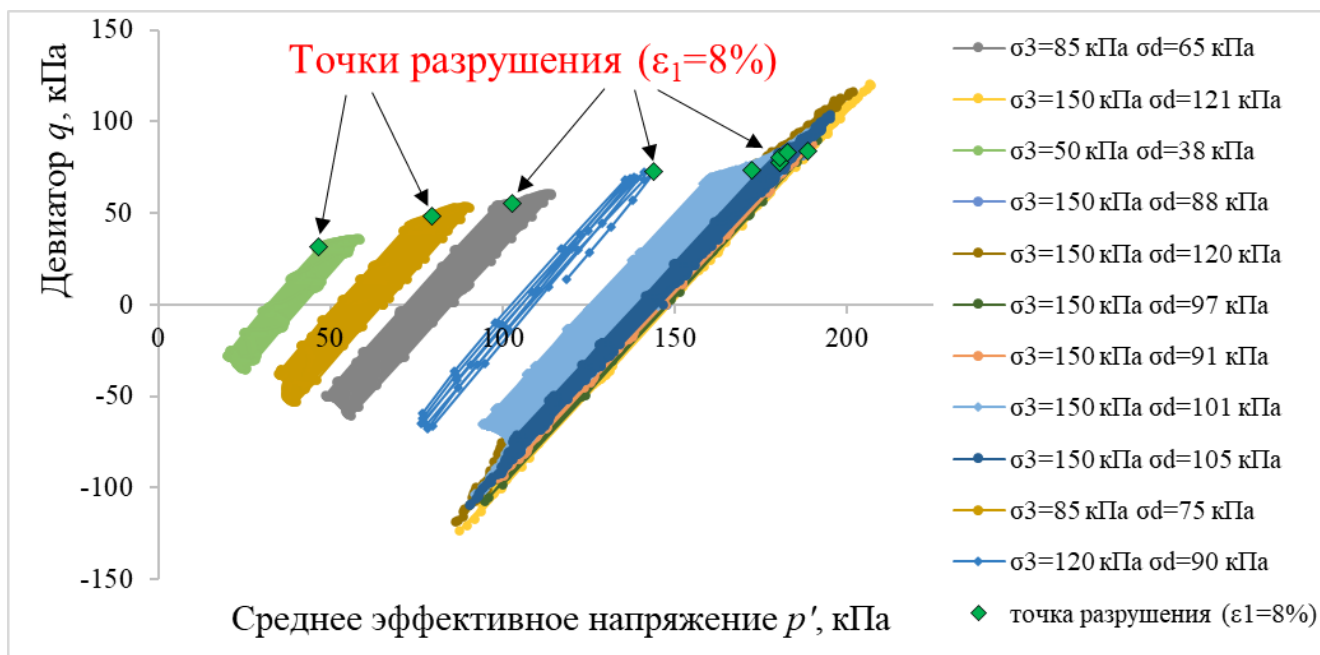 150
100
50
0
-50
-100
-150
0
50
100
150
200
Девиатор q, кПа
Точки разрушения (ε₁=8%)
Среднее эффективное напряжение p', кПа
σ3=85 кПа σd=65 кПа
σ3=150 кПа σd=121 кПа
σ3=50 кПа σd=38 кПа
σ3=150 кПа σd=88 кПа
σ3=150 кПа σd=120 кПа
σ3=150 кПа σd=97 кПа
σ3=150 кПа σd=91 кПа
σ3=150 кПа σd=101 кПа
σ3=150 кПа σd=105 кПа
σ3=85 кПа σd=75 кПа
σ3=120 кПа σd=90 кПа
точка разрушения (ε1=8%)